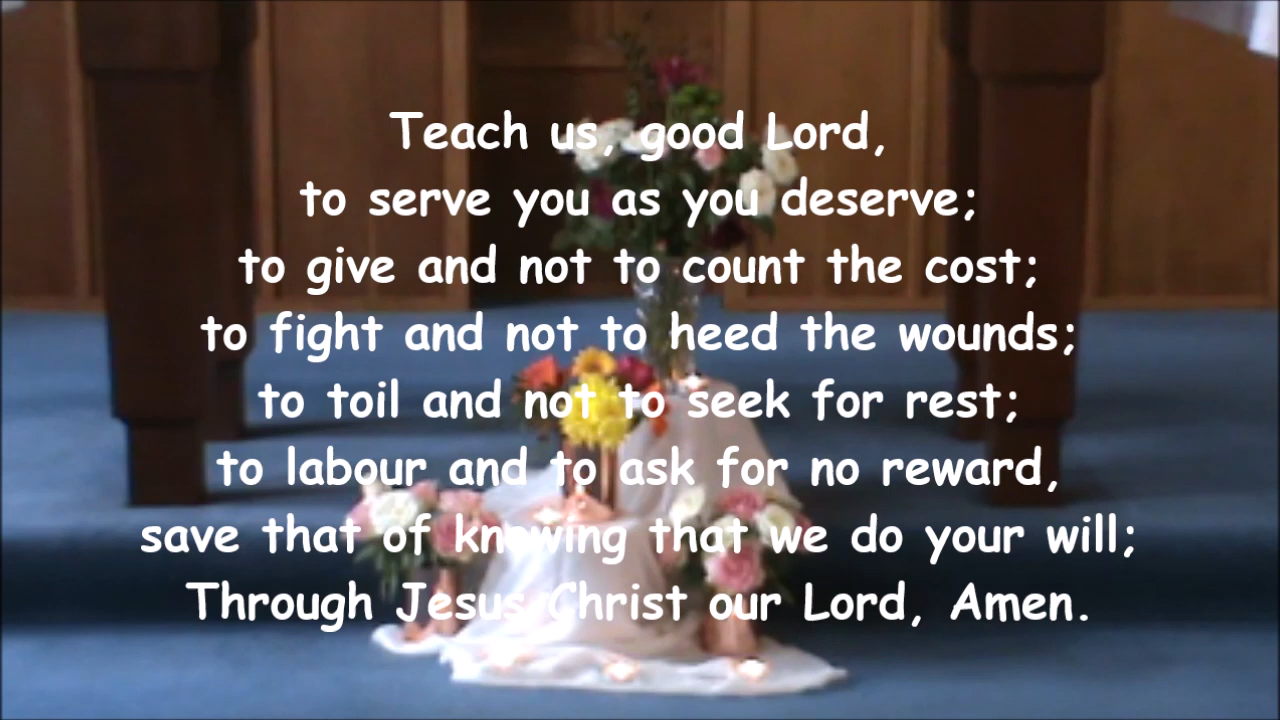 Teach us, good Lord,
to serve you as you deserve;
to give and not to count the cost;
to fight and not to heed the wounds;
to toil and not to seek for rest;
to labour and to ask for no reward,
save that of knowing that we do your will;
Through Jesus Christ our Lord, Amen.